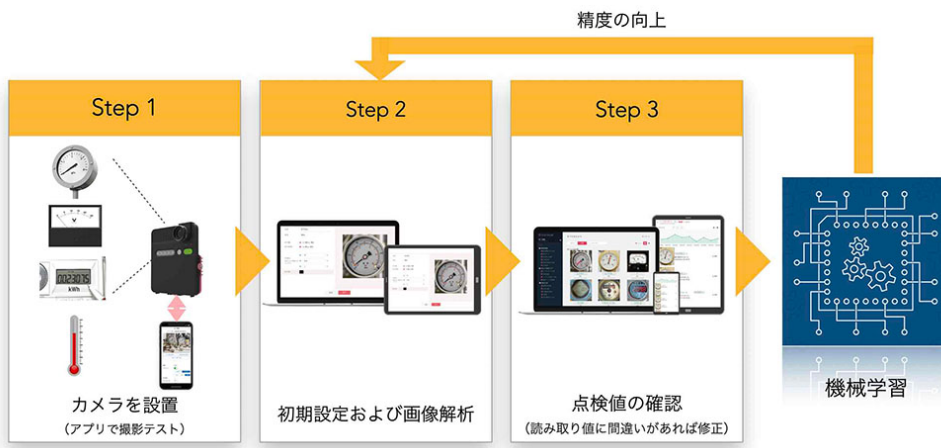 精度の向上
Step 1
Step 2
Step 3
V
00023075
kWh
カメラを設置
(アプリで撮影テスト)
初期設定および画像解析
点検値の確認
(読み取り値に間違いがあれば修正)
機械学習